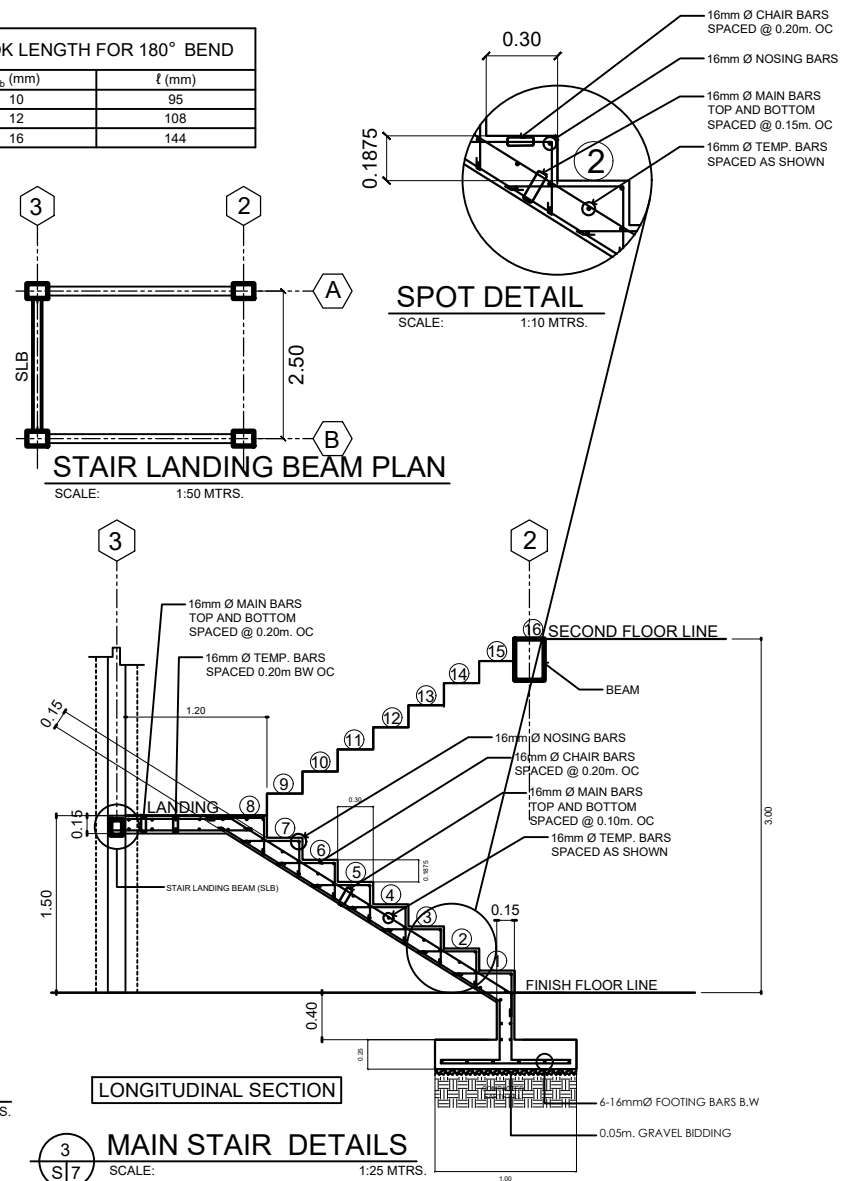 OK LENGTH FOR 180° BEND
b (mm) ℓ (mm)
10 95
12 108
16 144
0.30
0.1875
2
16mm Ø CHAIR BARS
SPACED @ 0.20m. OC
16mm Ø NOSING BARS
16mm Ø MAIN BARS
TOP AND BOTTOM
SPACED @ 0.15m. OC
16mm Ø TEMP. BARS
SPACED AS SHOWN
SPOT DETAIL
SCALE: 1:10 MTRS.
3
2
A
SLB
2.50
B
STAIR LANDING BEAM PLAN
SCALE: 1:50 MTRS.
3
2
16mm Ø MAIN BARS
TOP AND BOTTOM
SPACED @ 0.20m. OC
16mm Ø TEMP. BARS
SPACED 0.20m BW OC
16
SECOND FLOOR LINE
15
14
BEAM
13
12
11
10
9
0.15
1.20
16mm Ø NOSING BARS
16mm Ø CHAIR BARS
SPACED @ 0.20m. OC
16mm Ø MAIN BARS
TOP AND BOTTOM
SPACED @ 0.10m. OC
16mm Ø TEMP. BARS
SPACED AS SHOWN
LANDING
8
0.30
7
6
0.1875
5
4
3
2
1
0.15
0.15
1.50
3.00
STAIR LANDING BEAM (SLB)
FINISH FLOOR LINE
0.40
0.25
LONGITUDINAL SECTION
6-16mmØ FOOTING BARS B.W
0.05m. GRAVEL BIDDING
1.00
S.
3
S 7
MAIN STAIR DETAILS
SCALE: 1:25 MTRS.